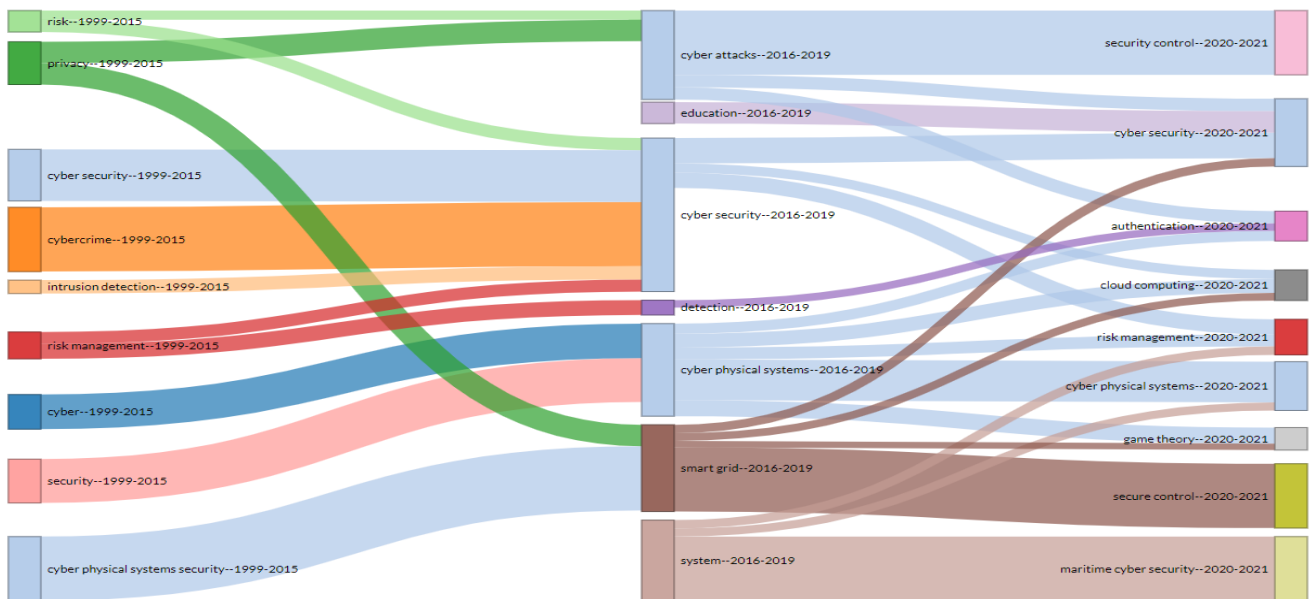 risk--1999-2015
privacy--1999-2015
cyber security--1999-2015
cybercrime--1999-2015
intrusion detection--1999-2015
risk management--1999-2015
cyber--1999-2015
security--1999-2015
cyber physical systems security--1999-2015
cyber attacks--2016-2019
education--2016-2019
cyber security--2016-2019
detection--2016-2019
cyber physical systems--2016-2019
smart grid--2016-2019
system--2016-2019
security control--2020-2021
cyber security--2020-2021
authentication--2020-2021
cloud computing--2020-2021
risk management--2020-2021
cyber physical systems--2020-2021
game theory--2020-2021
secure control--2020-2021
maritime cyber security--2020-2021